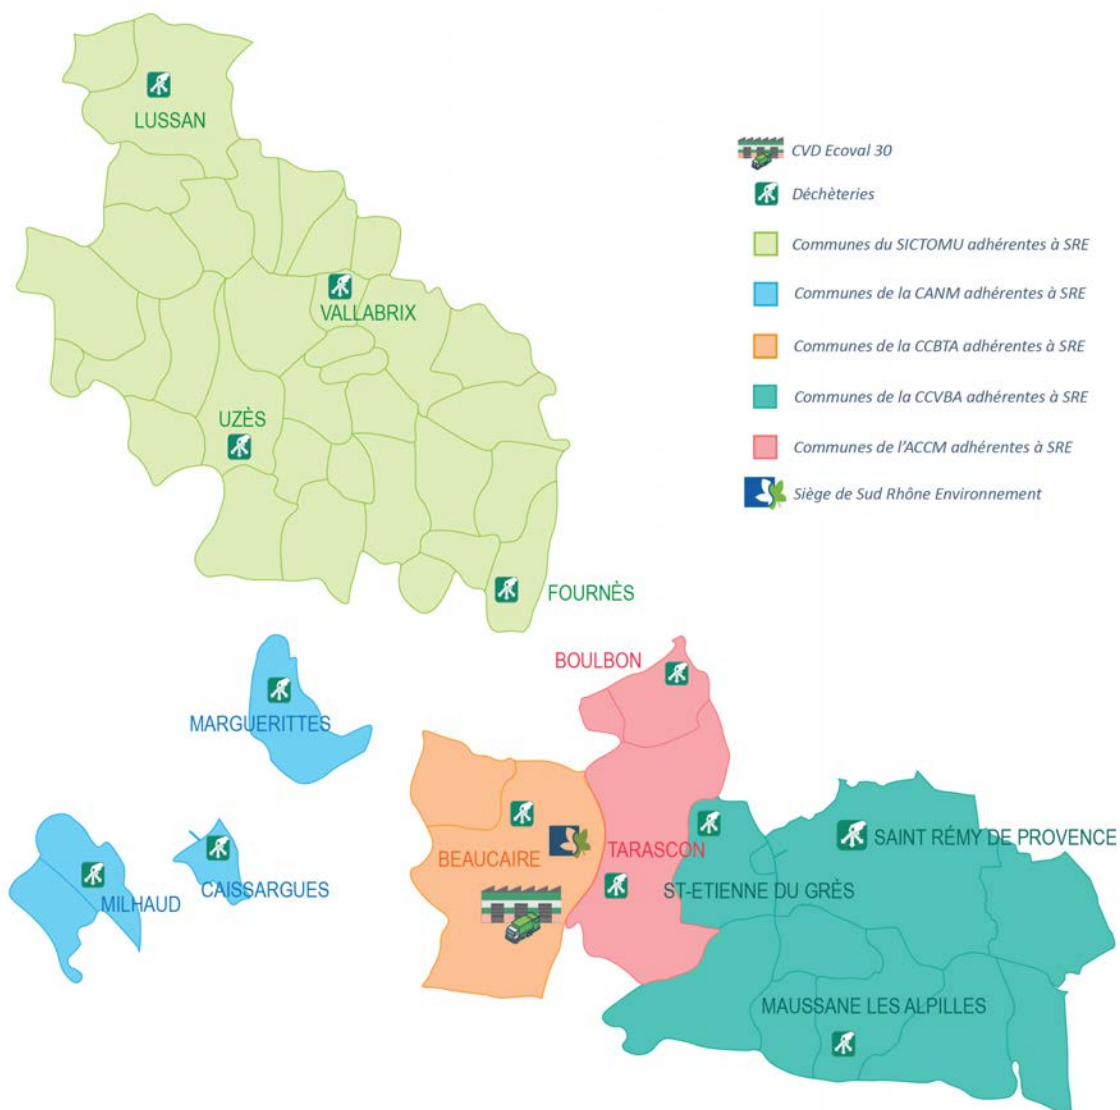 LUSSAN
VALLABRIX
UZÈS
FOURNÈS
CVD Ecoval 30
Déchèteries
Communes du SICTOMU adhérentes à SRE
Communes de la CANM adhérentes à SRE
Communes de la CCBTA adhérentes à SRE
Communes de la CCVBA adhérentes à SRE
Communes de l'ACCM adhérentes à SRE
Siège de Sud Rhône Environnement
BOULBON
MARGUERITTES
SAINT RÉMY DE PROVENCE
BEAUCAIRE
TARASCON
CAISSARGUES
ST-ETIENNE DU GRÈS
MILHAUD
MAUSSANE LES ALPILLES